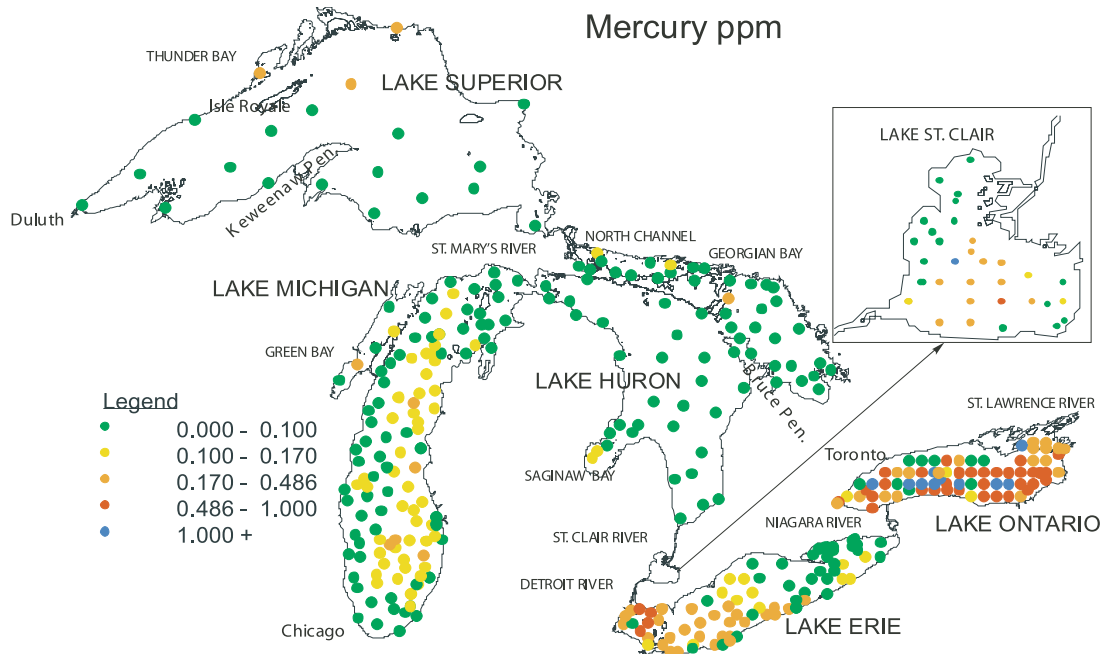 Mercury ppm
THUNDER BAY
LAKE SUPERIOR
Isle Royale
LAKE ST. CLAIR
Keweenaw Pen.
Duluth
NORTH CHANNEL
ST. MARY'S RIVER
GEORGIAN BAY
LAKE MICHIGAN
GREEN BAY
LAKE HURON
Bruce Pen.
Legend
0.000 - 0.100
0.100 - 0.170
0.170 - 0.486
0.486 - 1.000
1.000 +
ST. LAWRENCE RIVER
Toronto
SAGINAW BAY
NIAGARA RIVER
LAKE ONTARIO
ST. CLAIR RIVER
DETROIT RIVER
LAKE ERIE
Chicago